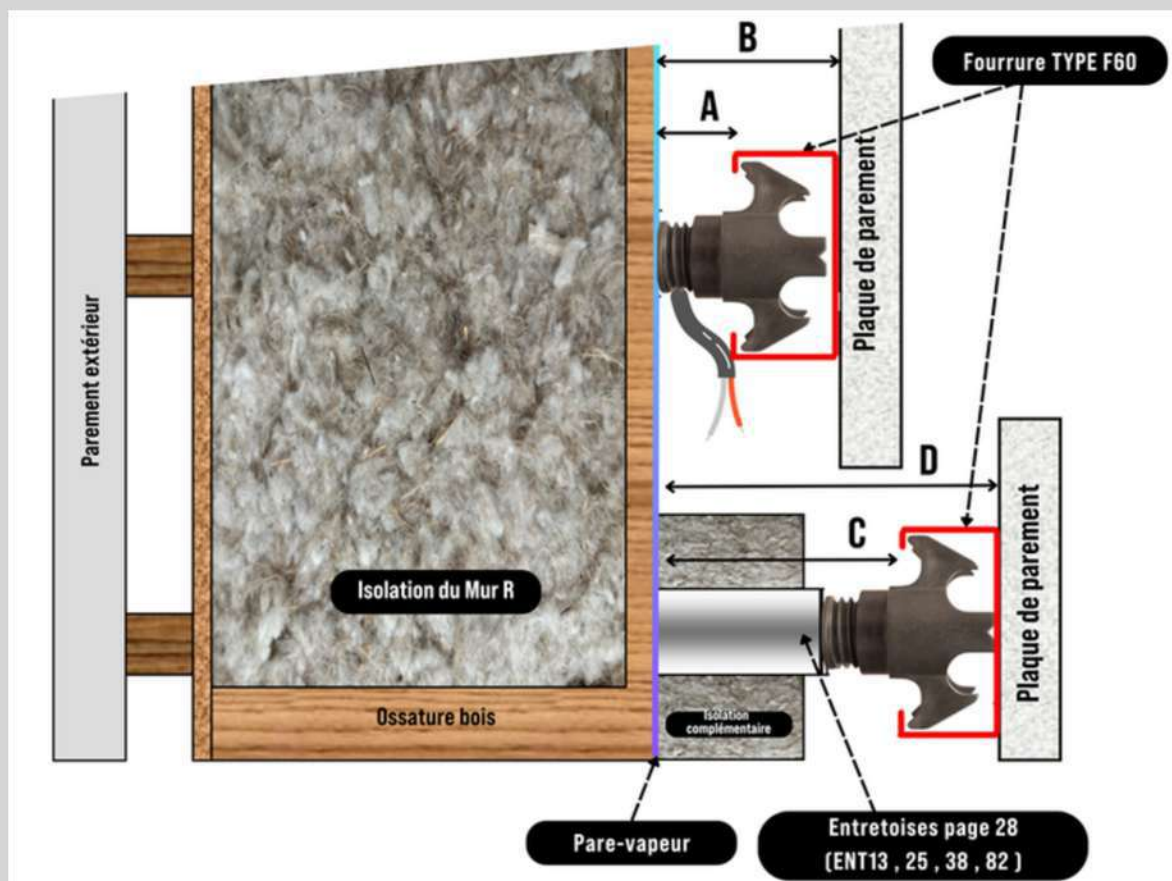 B
Fourrure TYPE F60
A
Parement extérieur
Plaque de parement
D
C
Plaque de parement
Isolation du Mur R
Ossature bois
Isolation
complémentaire
Pare-vapeur
Entretoises page 28
(ENT13 , 25 , 38 , 82 )